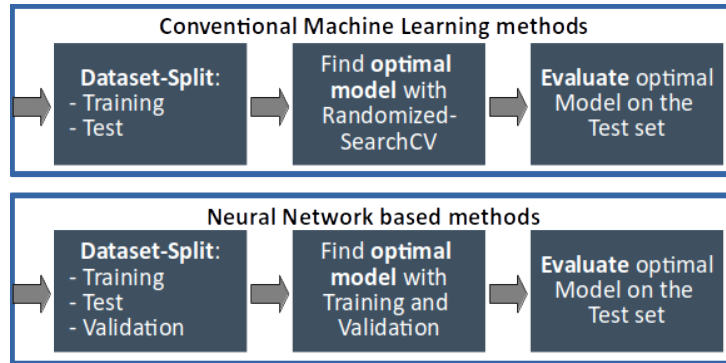 Conventional Machine Learning methods
Dataset-Split:
- Training
- Test
Find optimal
model with
Randomized-
SearchCV
Evaluate optimal
Model on the
Test set
Neural Network based methods
Dataset-Split:
- Training
- Test
- Validation
Find optimal
model with
Training and
Validation
Evaluate optimal
Model on the
Test set